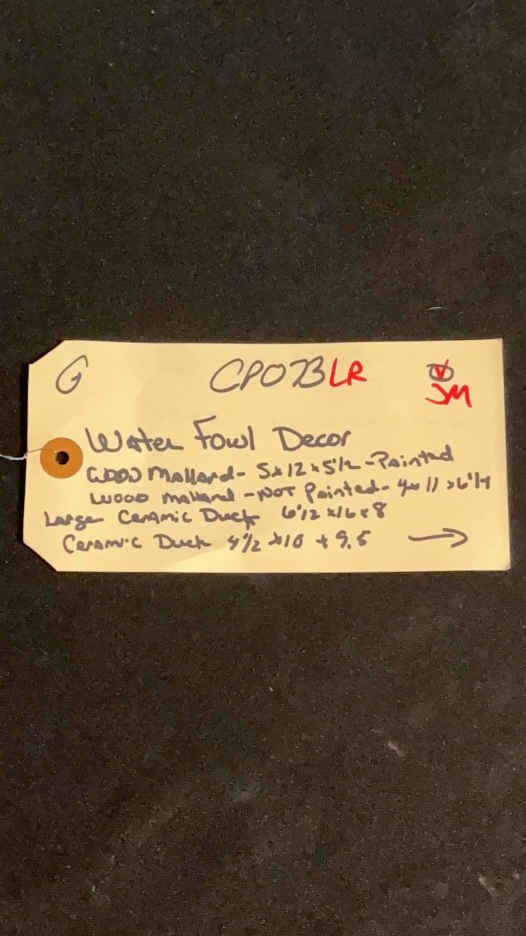 G CP073LR
JM
Water Fowl Decor
Wood Mallard - 5x12x5 1/2 - Painted
Wood mallard - NOT Painted - 4x11x6 1/4
Large Ceramic Duck 6 1/2 x16x8
Ceramic Duck 4 1/2 x10 x9.5 →